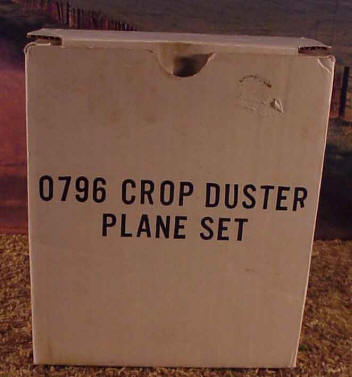 0796 CROP DUSTER
PLANE SET